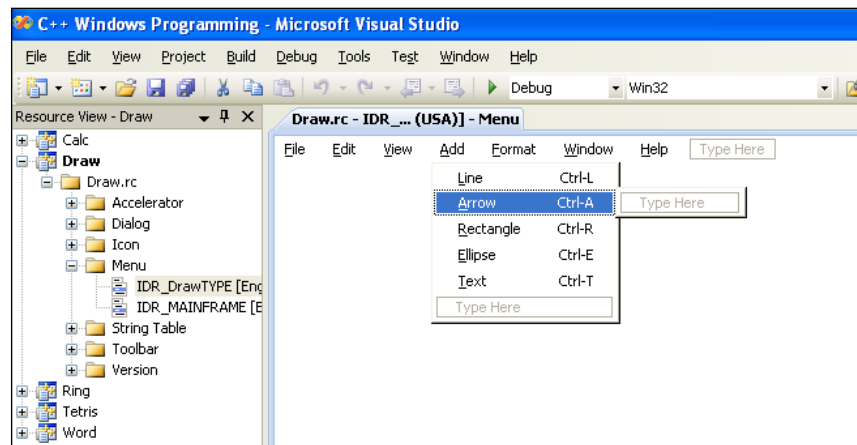 C++ Windows Programming - Microsoft Visual Studio
File Edit View Project Build Debug Tools Test Window Help
Debug Win32
Resource View - Draw
Draw.rc - IDR_... (USA)] - Menu
Calc
Draw
Draw.rc
Accelerator
Dialog
Icon
Menu
IDR_DrawTYPE [Eng
IDR_MAINFRAME [E
String Table
Toolbar
Version
Ring
Tetris
Word
File Edit View Add Format Window Help Type Here
Line Ctrl-L
Arrow Ctrl-A Type Here
Rectangle Ctrl-R
Ellipse Ctrl-E
Text Ctrl-T
Type Here